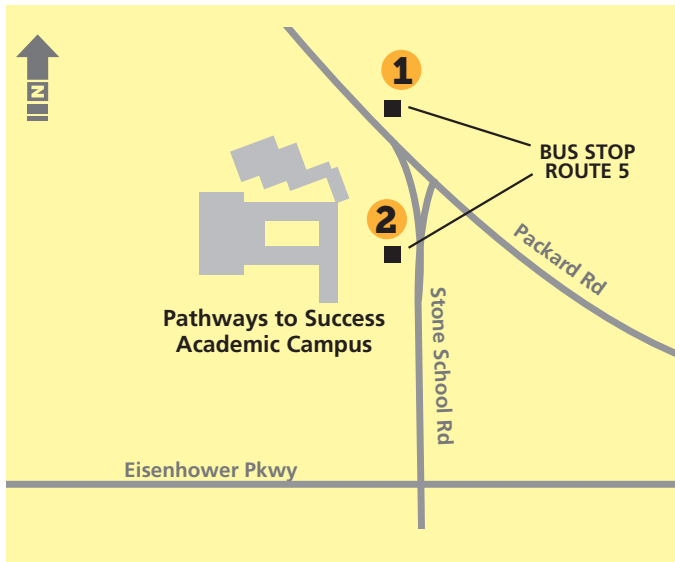 N
1
BUS STOP
ROUTE 5
2
Packard Rd
Pathways to Success
Academic Campus
Stone School Rd
Eisenhower Pkwy